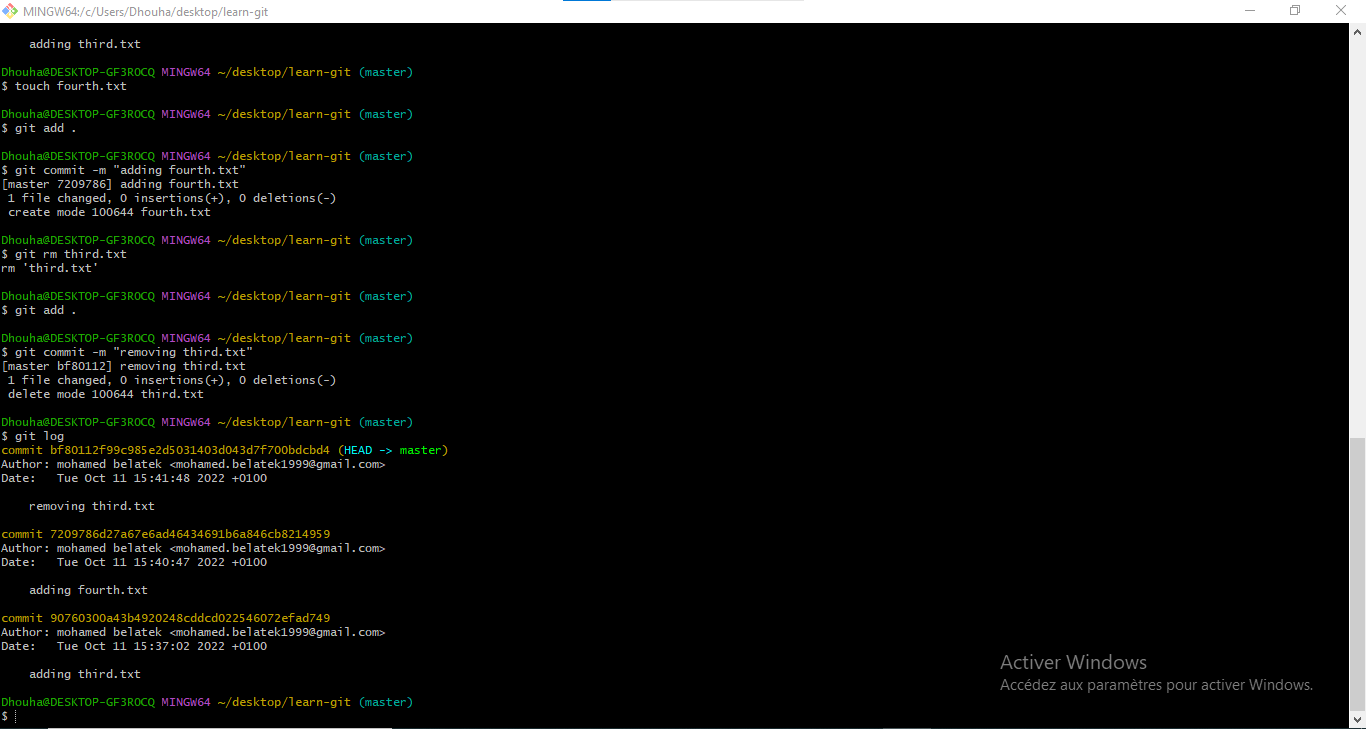 MINGW64:/c/Users/Dhouha/desktop/learn-git
    adding third.txt
Dhouha@DESKTOP-GF3ROCQ MINGW64 ~/desktop/learn-git (master)
$ touch fourth.txt
Dhouha@DESKTOP-GF3ROCQ MINGW64 ~/desktop/learn-git (master)
$ git add .
Dhouha@DESKTOP-GF3ROCQ MINGW64 ~/desktop/learn-git (master)
$ git commit -m "adding fourth.txt"
[master 7209786] adding fourth.txt
 1 file changed, 0 insertions(+), 0 deletions(-)
 create mode 100644 fourth.txt
Dhouha@DESKTOP-GF3ROCQ MINGW64 ~/desktop/learn-git (master)
$ git rm third.txt
rm 'third.txt'
Dhouha@DESKTOP-GF3ROCQ MINGW64 ~/desktop/learn-git (master)
$ git add .
Dhouha@DESKTOP-GF3ROCQ MINGW64 ~/desktop/learn-git (master)
$ git commit -m "removing third.txt"
[master bf80112] removing third.txt
 1 file changed, 0 insertions(+), 0 deletions(-)
 delete mode 100644 third.txt
Dhouha@DESKTOP-GF3ROCQ MINGW64 ~/desktop/learn-git (master)
$ git log
commit bf80112f99c985e2d5031403d043d7f700bdcbd4 (HEAD -> master)
Author: mohamed belatek <mohamed.belatek1999@gmail.com>
Date:   Tue Oct 11 15:41:48 2022 +0100
    removing third.txt
commit 7209786d27a67e6ad46434691b6a846cb8214959
Author: mohamed belatek <mohamed.belatek1999@gmail.com>
Date:   Tue Oct 11 15:40:47 2022 +0100
    adding fourth.txt
commit 90760300a43b4920248cddcd022546072efad749
Author: mohamed belatek <mohamed.belatek1999@gmail.com>
Date:   Tue Oct 11 15:37:02 2022 +0100
    adding third.txt
Dhouha@DESKTOP-GF3ROCQ MINGW64 ~/desktop/learn-git (master)
$
Activer Windows
Accédez aux paramètres pour activer Windows.